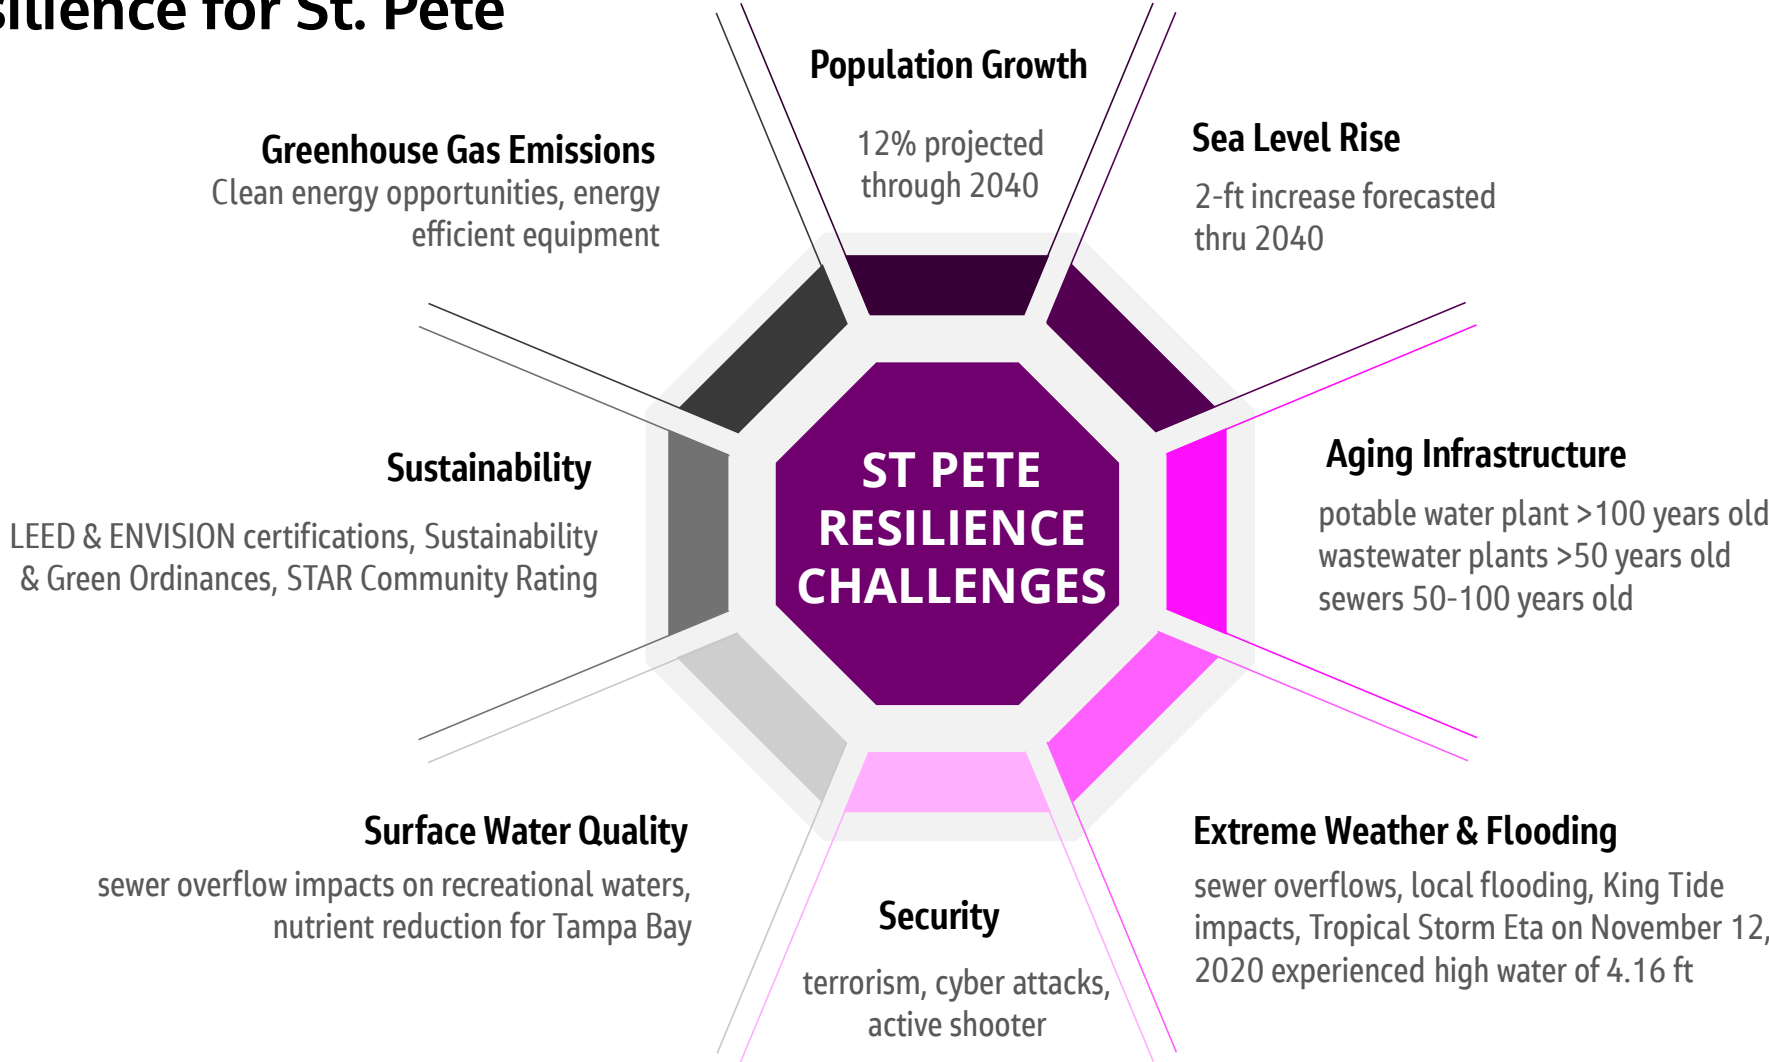 silience for St. Pete
Population Growth
12% projected
through 2040
Sea Level Rise
2-ft increase forecasted
thru 2040
Aging Infrastructure
potable water plant >100 years old
wastewater plants >50 years old
sewers 50-100 years old
Extreme Weather & Flooding
sewer overflows, local flooding, King Tide
impacts, Tropical Storm Eta on November 12,
2020 experienced high water of 4.16 ft
Security
terrorism, cyber attacks,
active shooter
Surface Water Quality
sewer overflow impacts on recreational waters,
nutrient reduction for Tampa Bay
Sustainability
LEED & ENVISION certifications, Sustainability
& Green Ordinances, STAR Community Rating
Greenhouse Gas Emissions
Clean energy opportunities, energy
efficient equipment
ST PETE
RESILIENCE
CHALLENGES